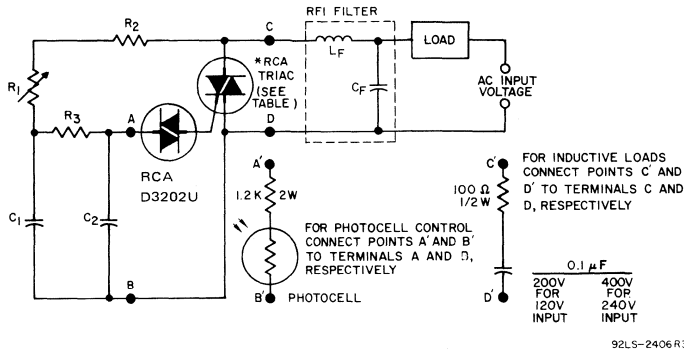 RFI FILTER
R2
C
LF
LOAD
*RCA
TRIAC
(SEE
TABLE)
CF
AC INPUT
VOLTAGE
R1
R3
A
D
RCA
D3202U
C1
C2
B
A'
1.2 K
2W
FOR PHOTOCELL CONTROL
CONNECT POINTS A' AND B'
TO TERMINALS A AND D,
RESPECTIVELY
B'
PHOTOCELL
C'
FOR INDUCTIVE LOADS
CONNECT POINTS C' AND
D' TO TERMINALS C AND
D, RESPECTIVELY
100 Ω
1/2 W
D'
0.1 μF
200V 400V
FOR FOR
120V 240V
INPUT INPUT
92LS-2406R3